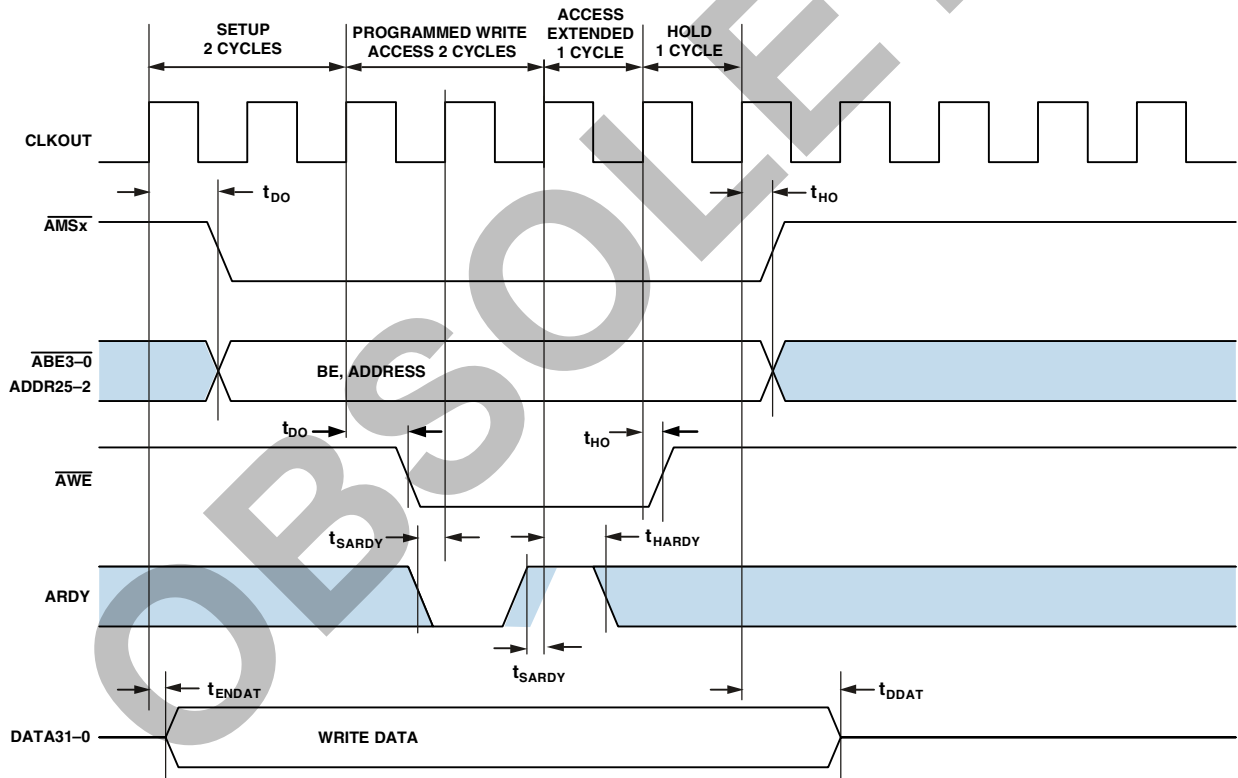 SETUP
2 CYCLES
PROGRAMMED WRITE
ACCESS 2 CYCLES
ACCESS
EXTENDED
1 CYCLE
HOLD
1 CYCLE
CLKOUT
tDO
tHO
AMSx
ABE3–0
ADDR25–2
BE, ADDRESS
tDO
tHO
AWE
tSARDY
tHARDY
ARDY
tSARDY
tENDAT
tDDAT
DATA31–0
WRITE DATA
OBSOLE